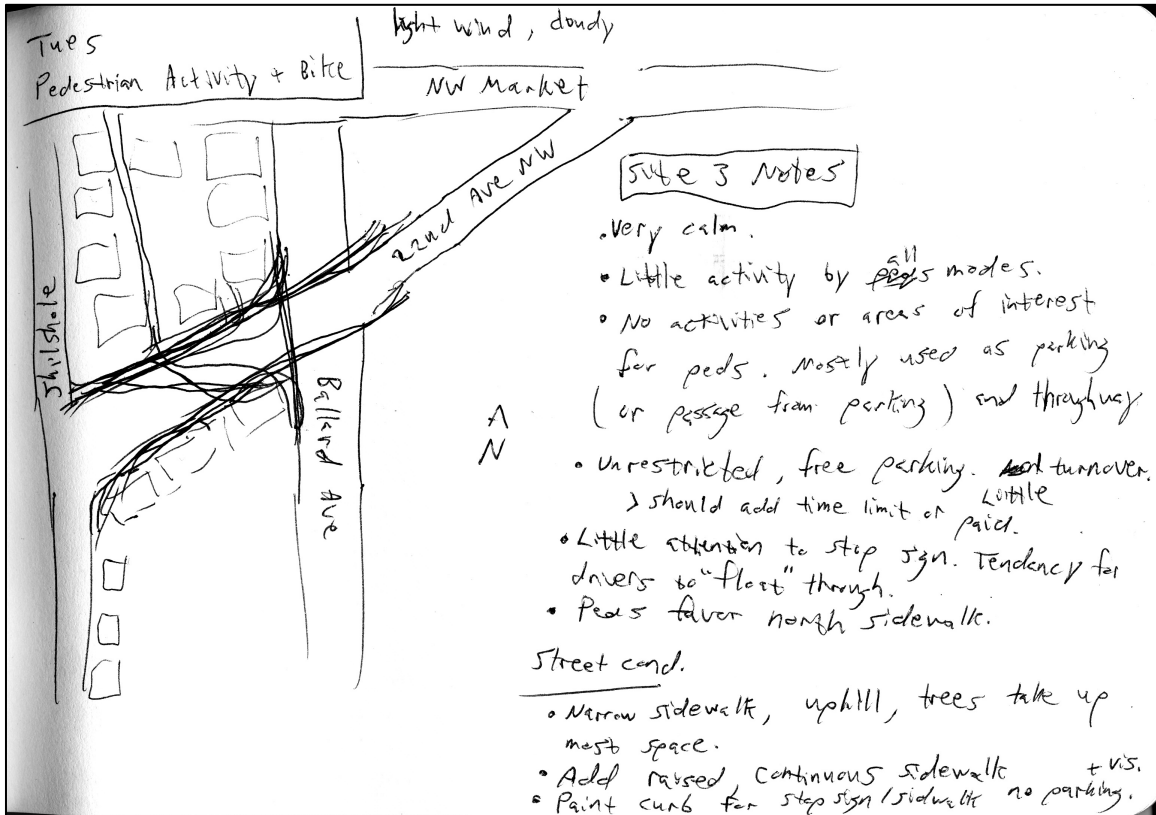 Tues
Pedestrian Activity + Bike
light wind, cloudy
NW Market
22nd Ave NW
Shilshole
Ballard Ave
N
Site 3 Notes
• Very calm.
• Little activity by all modes.
• No activities or areas of interest
for peds. Mostly used as parking
(or passage from parking) and throughway
• Unrestricted, free parking. Little turnover.
> should add time limit or paid.
• Little attention to stop sign. Tendency for
drivers to "float" through.
• Peds favor north sidewalk.
Street cond.
• Narrow sidewalk, uphill, trees take up
most space.
• Add raised, continuous sidewalk + vis.
• Paint curb for stop sign/sidwalk no parking.